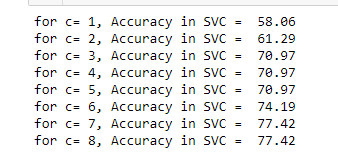 for c= 1, Accuracy in SVC =  58.06
for c= 2, Accuracy in SVC =  61.29
for c= 3, Accuracy in SVC =  70.97
for c= 4, Accuracy in SVC =  70.97
for c= 5, Accuracy in SVC =  70.97
for c= 6, Accuracy in SVC =  74.19
for c= 7, Accuracy in SVC =  77.42
for c= 8, Accuracy in SVC =  77.42